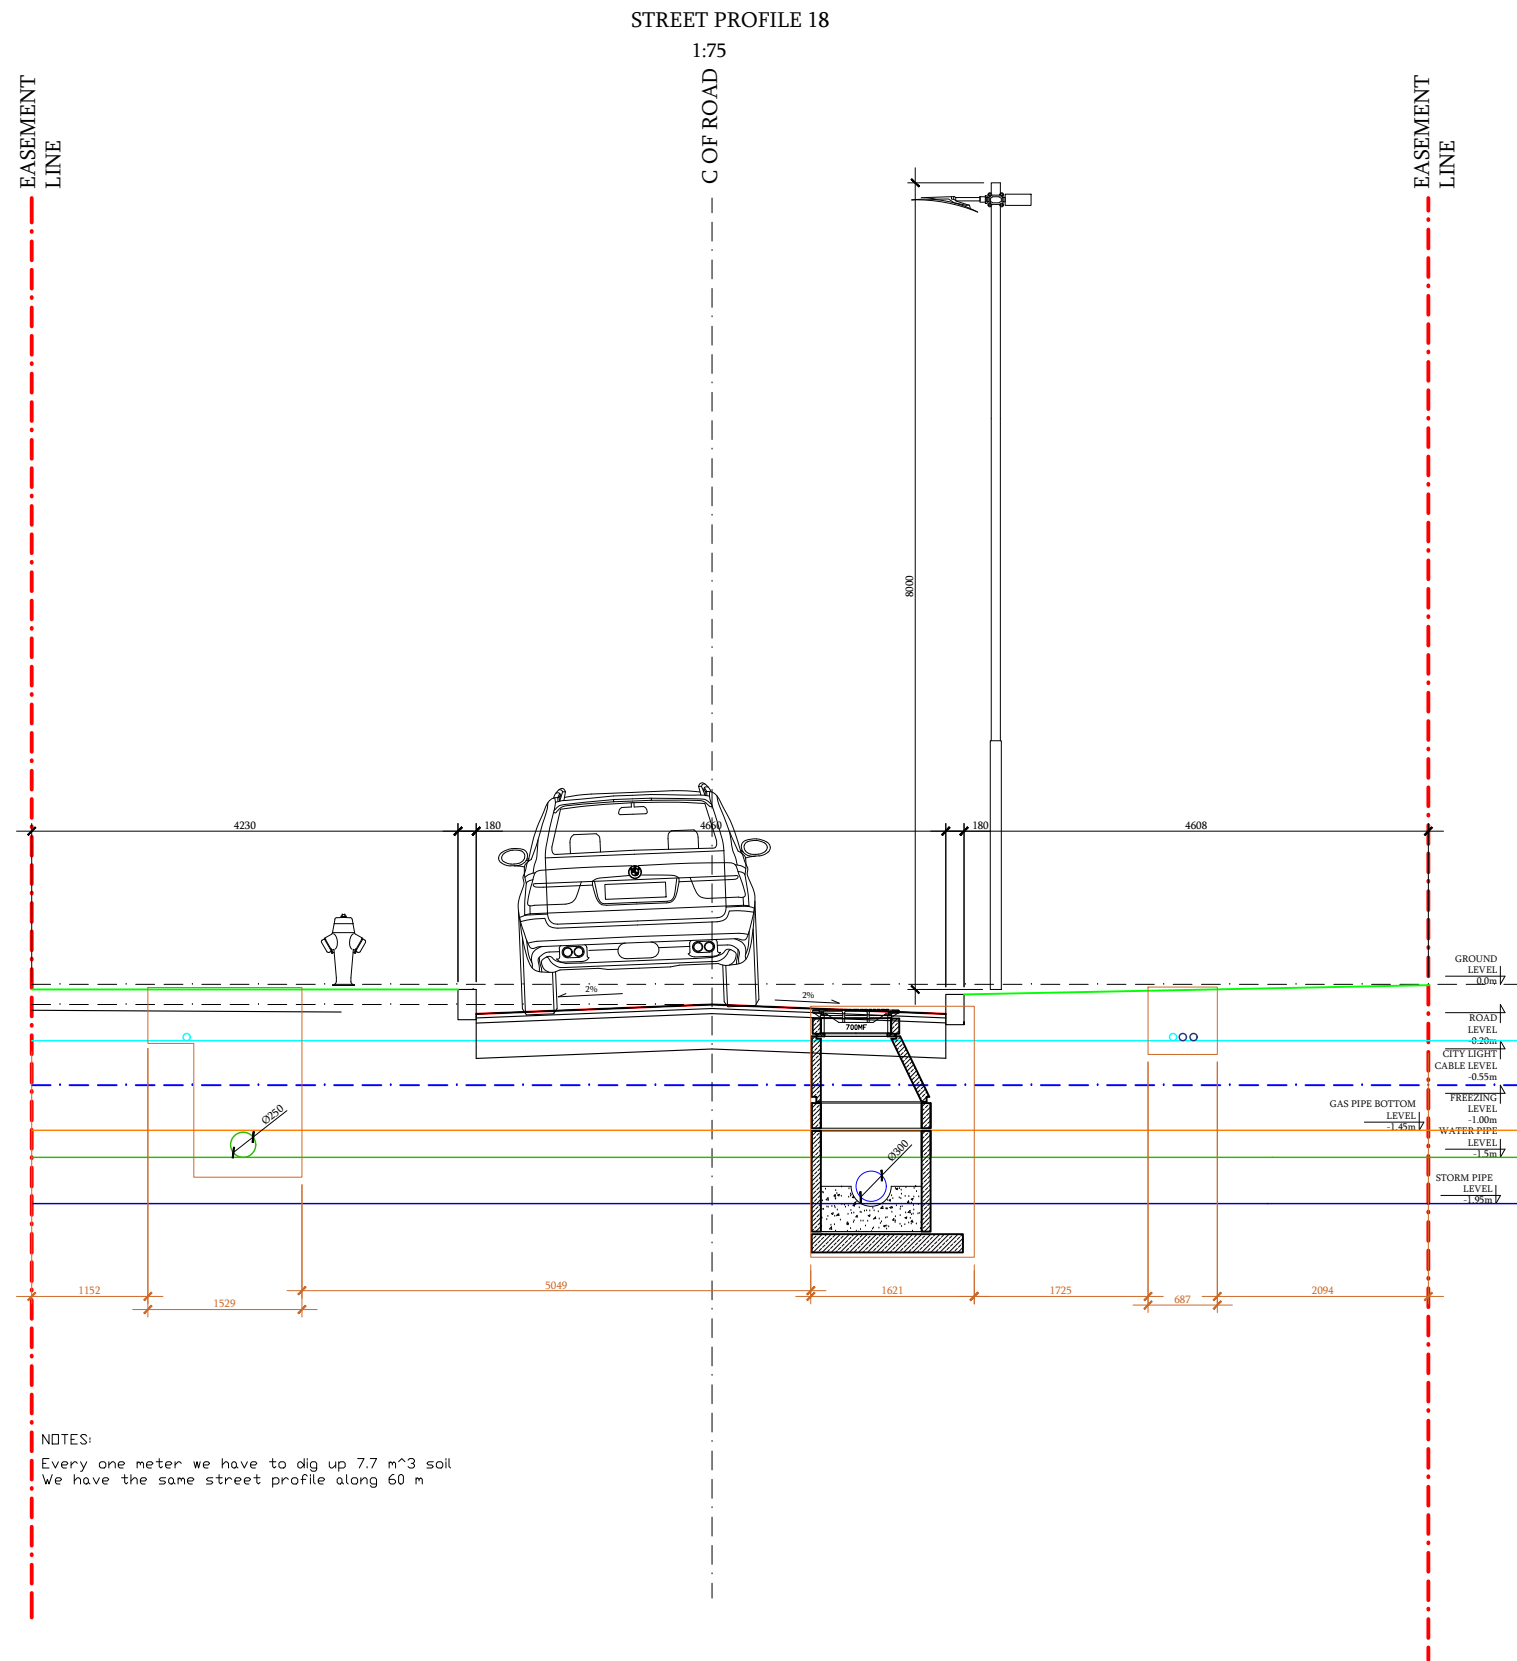 STREET PROFILE 18
1:75
EASEMENT
LINE
C OF ROAD
EASEMENT
LINE
8000
4230
180
4660
180
4608
2%
2%
GROUND
LEVEL
0.0m
ROAD
LEVEL
-0.20m
CITY LIGHT
CABLE LEVEL
-0.55m
FREEZING
LEVEL
-1.00m
GAS PIPE BOTTOM
LEVEL
-1.45m
WATER PIPE
LEVEL
-1.5m
STORM PIPE
LEVEL
-1.95m
700MF
Ø250
Ø300
1152
1529
5049
1621
1725
687
2094
NOTES:
Every one meter we have to dig up 7.7 m^3 soil
We have the same street profile along 60 m